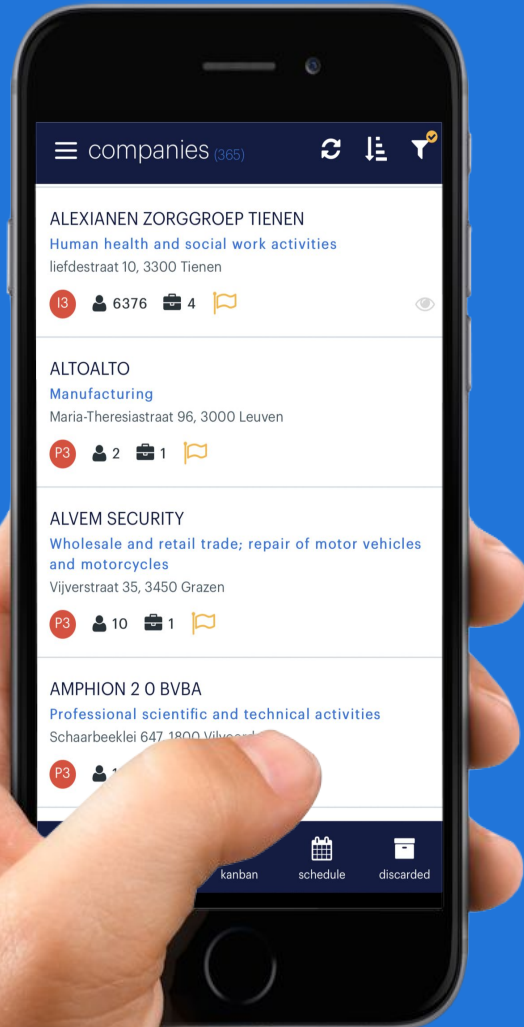 companies (365)
ALEXIANEN ZORGGROEP TIENEN
Human health and social work activities
liefdestraat 10, 3300 Tienen
I3 6376 4
ALTOALTO
Manufacturing
Maria-Theresiastraat 96, 3000 Leuven
P3 2 1
ALVEM SECURITY
Wholesale and retail trade; repair of motor vehicles
and motorcycles
Vijverstraat 35, 3450 Grazen
P3 10 1
AMPHION 2 0 BVBA
Professional scientific and technical activities
Schaarbeeklei 647, 1800
P3
kanban schedule discarded